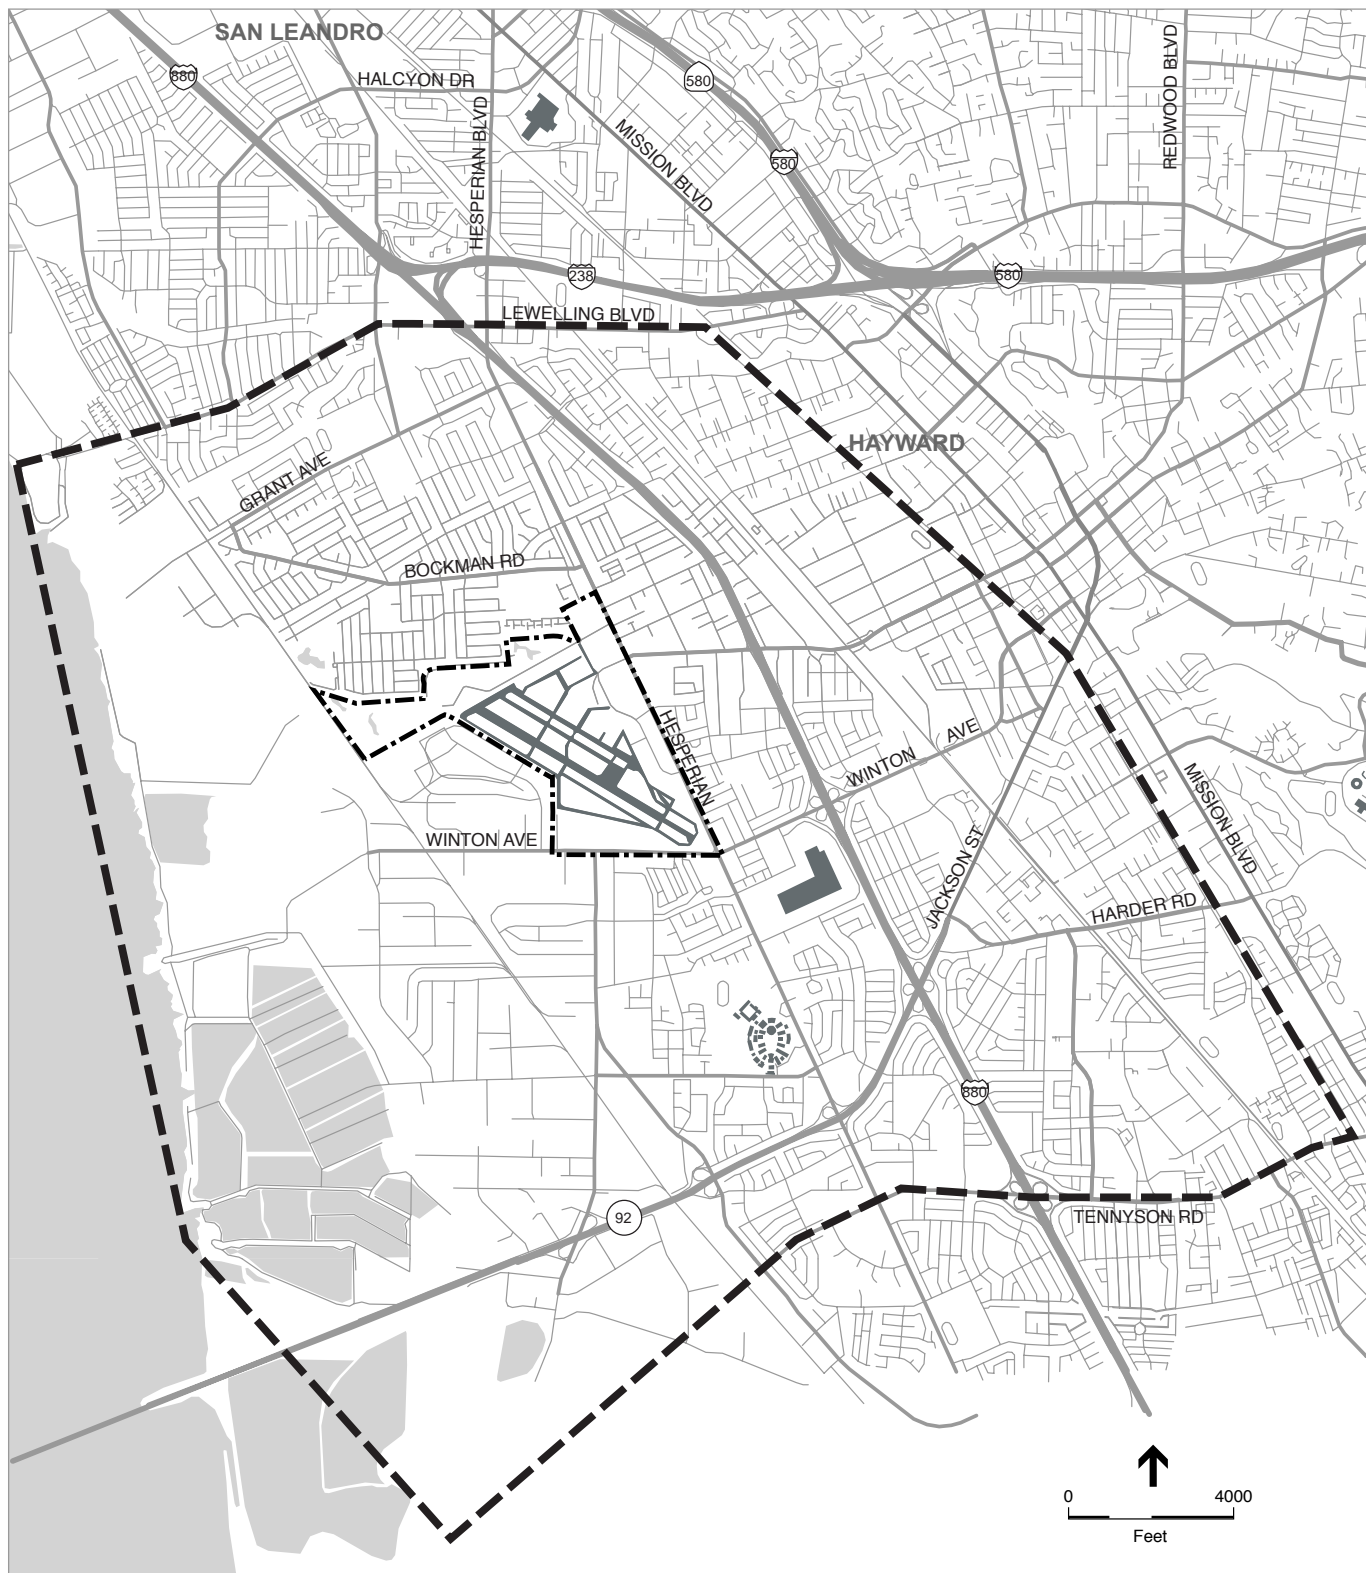 SAN LEANDRO
880
HALCYON DR
HESPERIAN BLVD
580
MISSION BLVD
580
REDWOOD BLVD
238
580
LEWELLING BLVD
HAYWARD
GRANT AVE
BOCKMAN RD
HESPERIAN
WINTON AVE
WINTON AVE
MISSION BLVD
JACKSON ST
HARDER RD
880
92
TENNYSON RD
0 4000
Feet